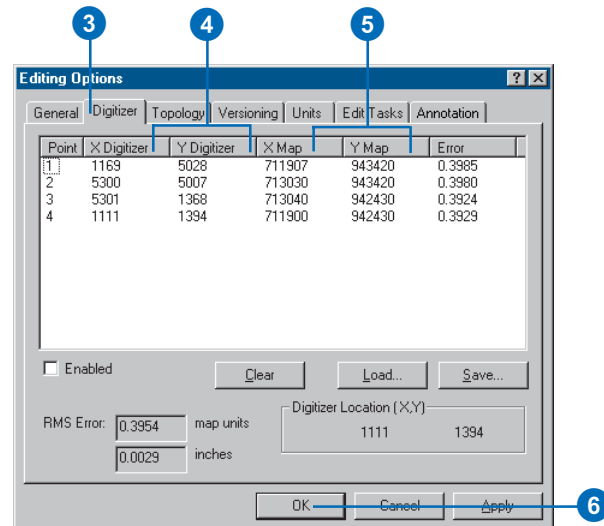 3 4 5
Editing Options
General Digitizer Topology Versioning Units Edit Tasks Annotation
Point X Digitizer Y Digitizer X Map Y Map Error
1 1169 5028 711907 943420 0.3985
2 5300 5007 713030 943420 0.3980
3 5301 1368 713040 942430 0.3924
4 1111 1394 711900 942430 0.3929
Enabled Clear Load... Save...
Digitizer Location (X,Y)
RMS Error: 0.3954 map units 1111 1394
0.0029 inches
OK Cancel Apply 6